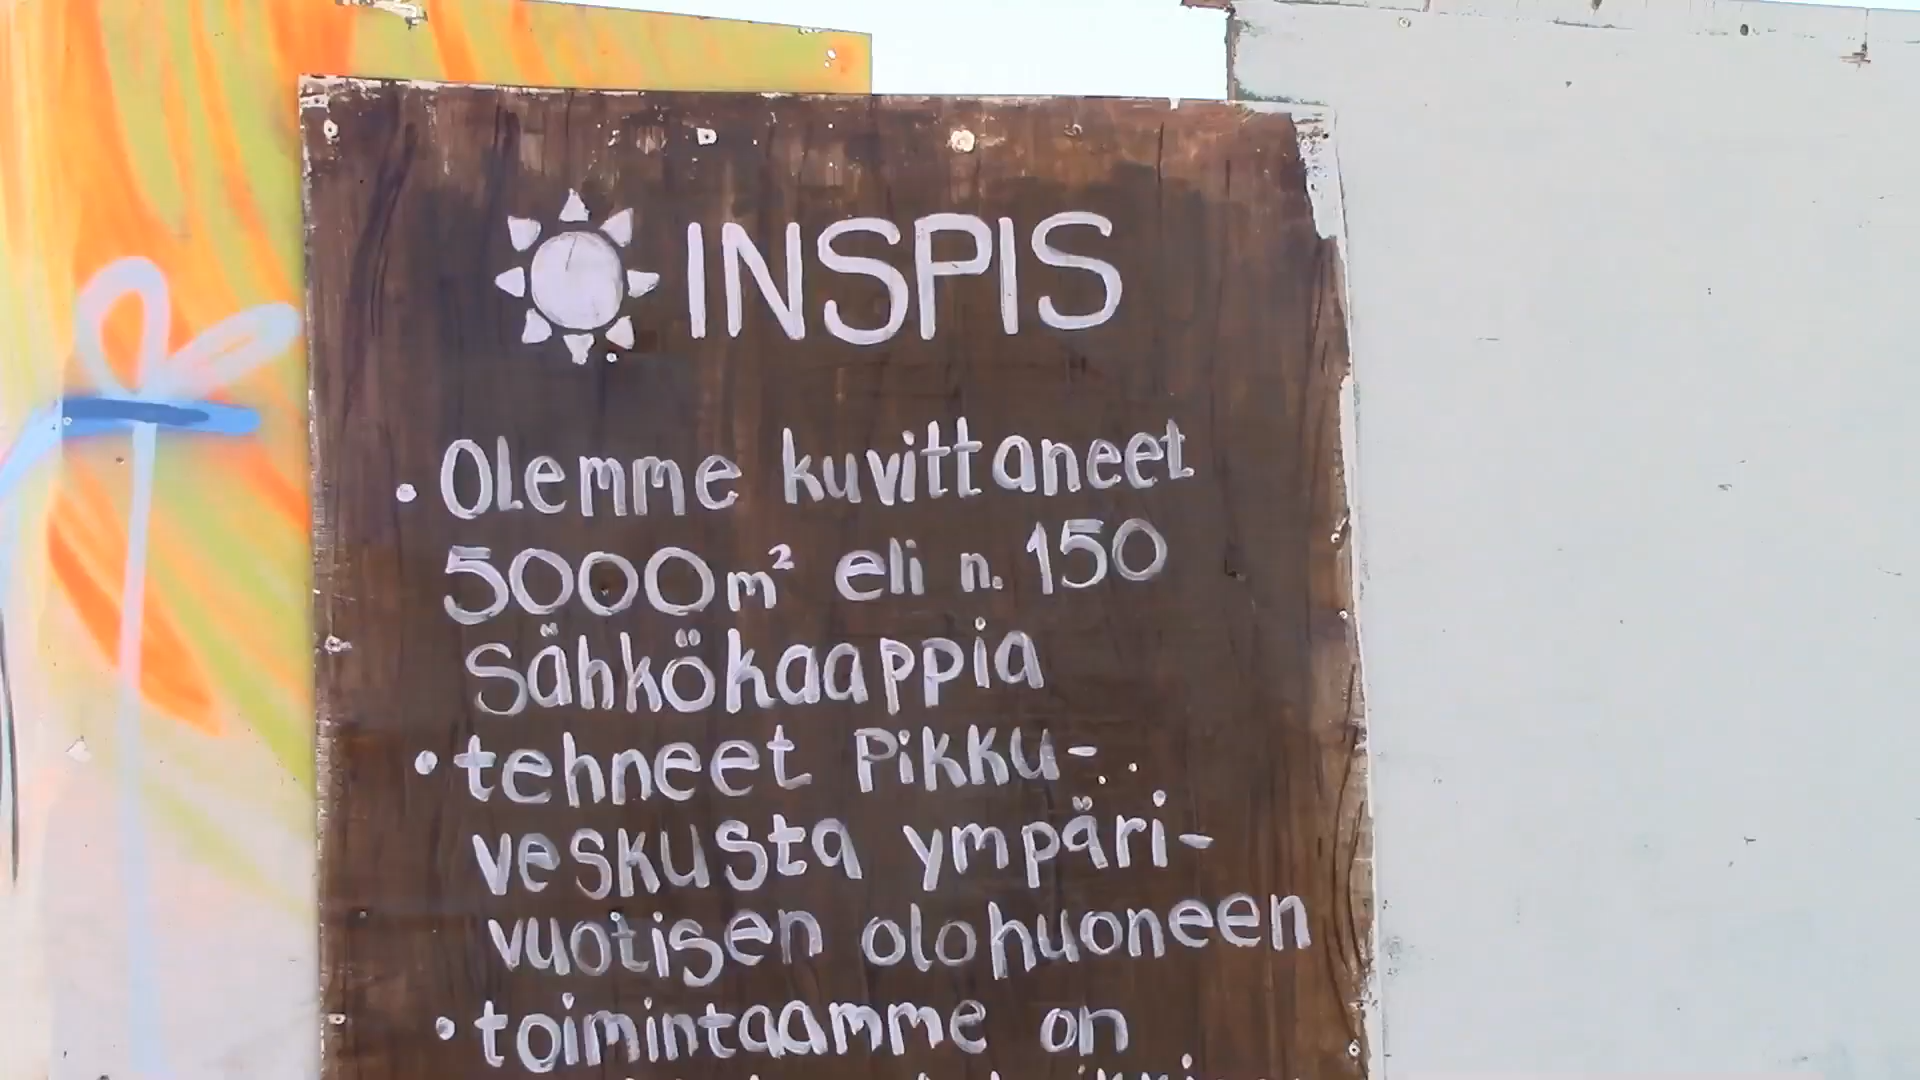 INSPIS
• Olemme kuvittaneet
5000m² eli n. 150
sähkökaappia
• tehneet Pikku-
veskusta ympäri-
vuotisen olohuoneen
• toimintaamme on